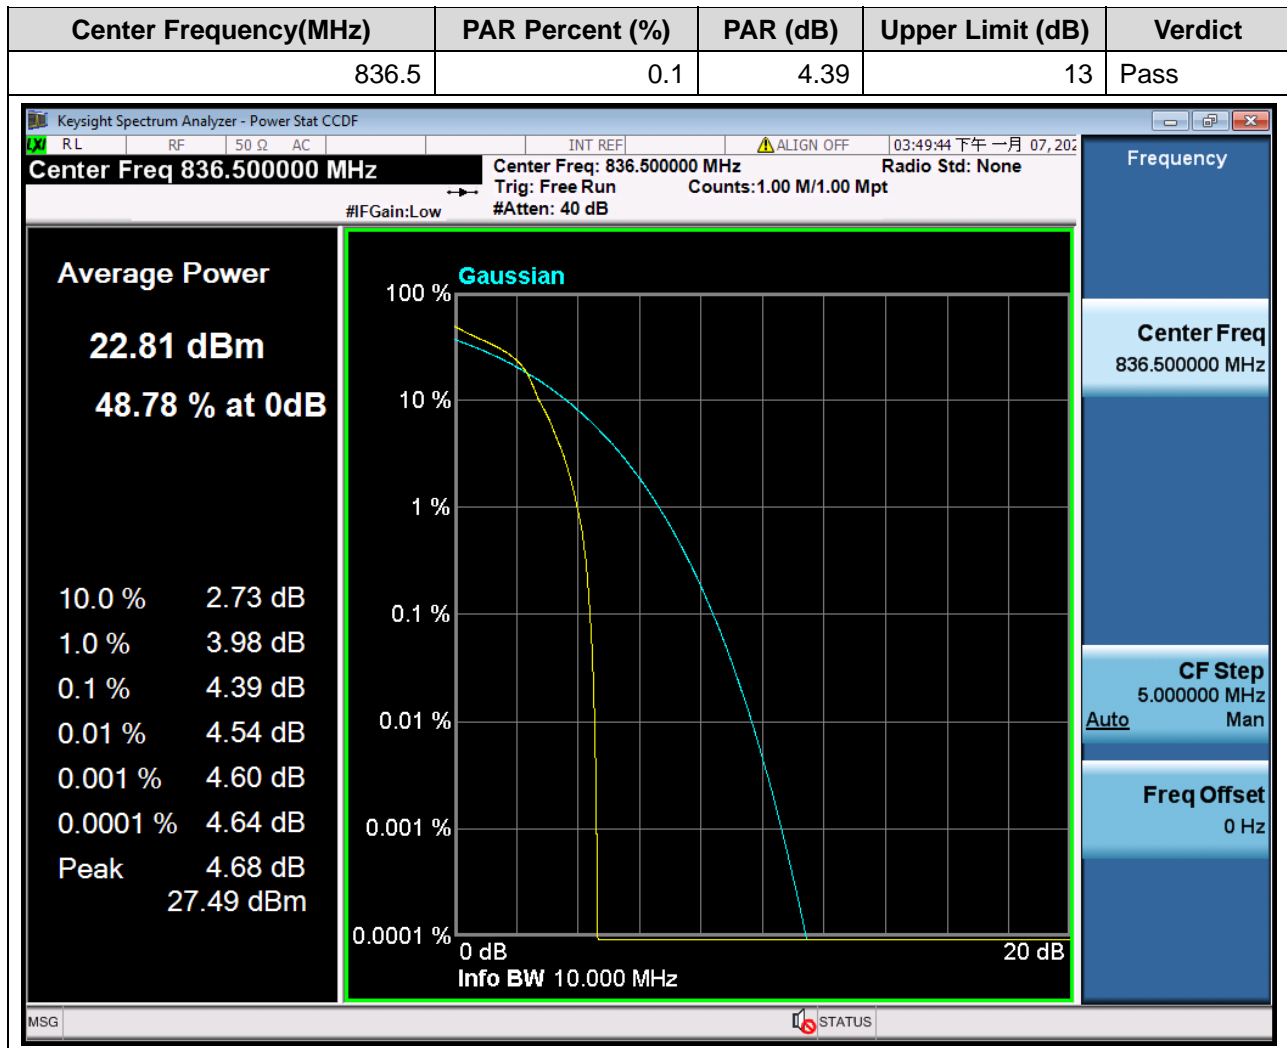 Center Frequency(MHz) PAR Percent (%) PAR (dB) Upper Limit (dB) Verdict
836.5 0.1 4.39 13 Pass
Keysight Spectrum Analyzer - Power Stat CCDF
LXI RL RF 50 Ω AC INT REF ALIGN OFF 03:49:44 下午 一月 07, 202
Center Freq 836.500000 MHz
Center Freq: 836.500000 MHz Radio Std: None
Trig: Free Run Counts:1.00 M/1.00 Mpt
#IFGain:Low #Atten: 40 dB
Average Power
22.81 dBm
48.78 % at 0dB
10.0 % 2.73 dB
1.0 % 3.98 dB
0.1 % 4.39 dB
0.01 % 4.54 dB
0.001 % 4.60 dB
0.0001 % 4.64 dB
Peak 4.68 dB
27.49 dBm
Gaussian
100 %
10 %
1 %
0.1 %
0.01 %
0.001 %
0.0001 %
0 dB 20 dB
Info BW 10.000 MHz
Frequency
Center Freq
836.500000 MHz
CF Step
5.000000 MHz
Auto Man
Freq Offset
0 Hz
MSG STATUS